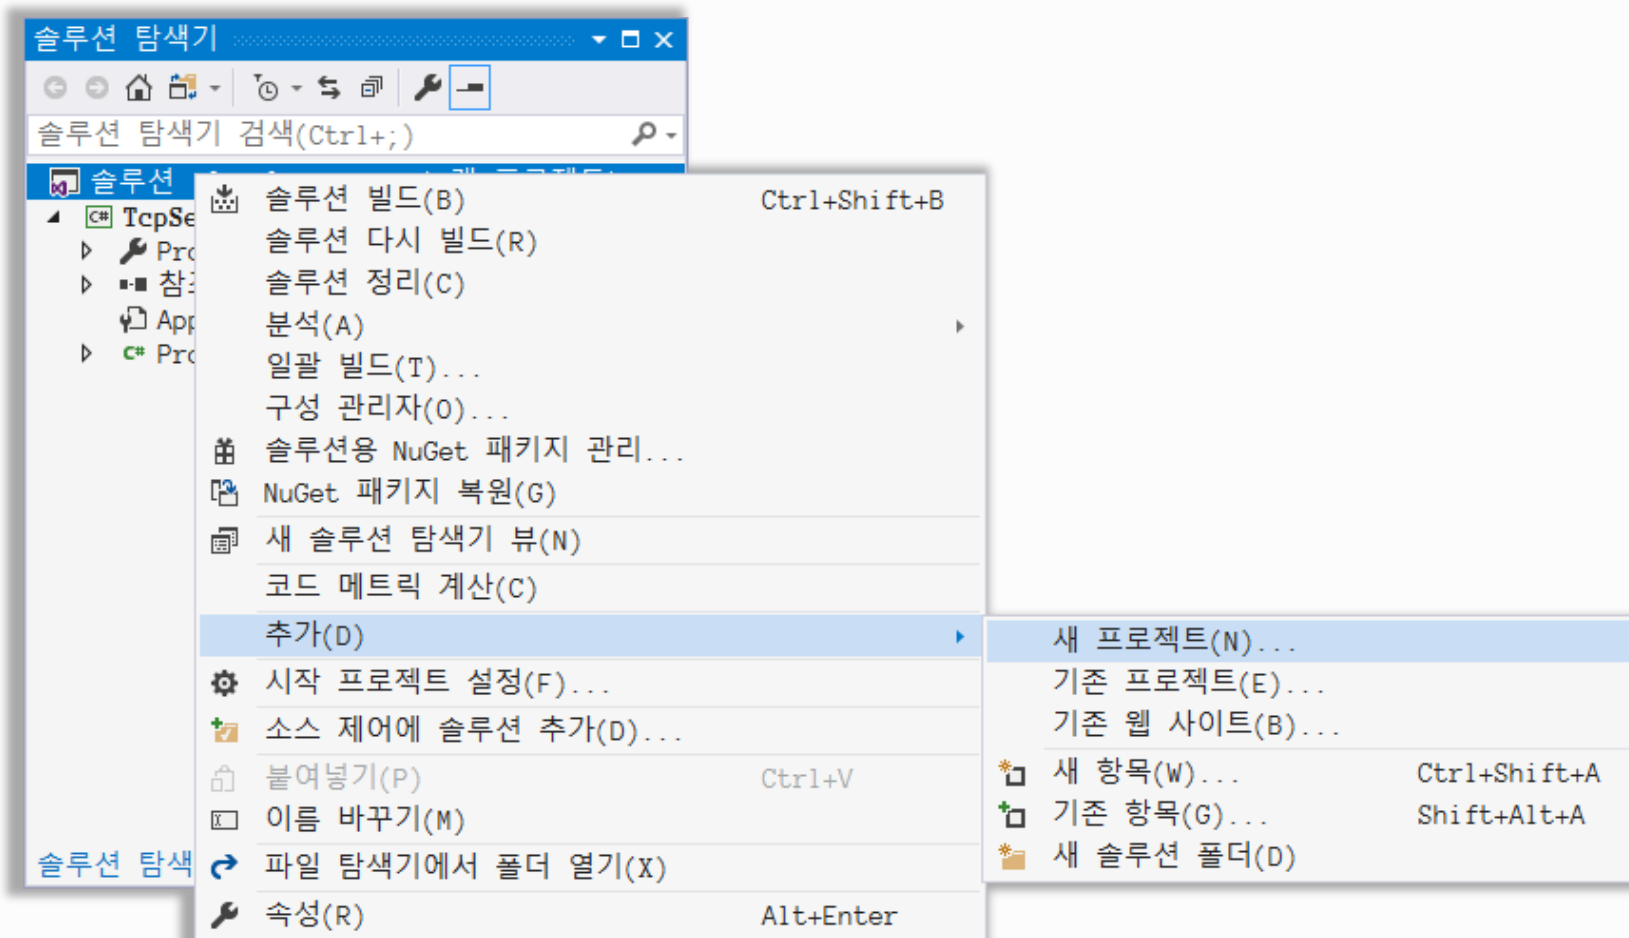 솔루션 탐색기
솔루션 탐색기 검색(Ctrl+;)
솔루션
TcpSe
Pro
참조
App
Pro
솔루션 탐색
솔루션 빌드(B) Ctrl+Shift+B
솔루션 다시 빌드(R)
솔루션 정리(C)
분석(A)
일괄 빌드(T)...
구성 관리자(O)...
솔루션용 NuGet 패키지 관리...
NuGet 패키지 복원(G)
새 솔루션 탐색기 뷰(N)
코드 메트릭 계산(C)
추가(D)
시작 프로젝트 설정(F)...
소스 제어에 솔루션 추가(D)...
붙여넣기(P) Ctrl+V
이름 바꾸기(M)
파일 탐색기에서 폴더 열기(X)
속성(R) Alt+Enter
새 프로젝트(N)...
기존 프로젝트(E)...
기존 웹 사이트(B)...
새 항목(W)... Ctrl+Shift+A
기존 항목(G)... Shift+Alt+A
새 솔루션 폴더(D)